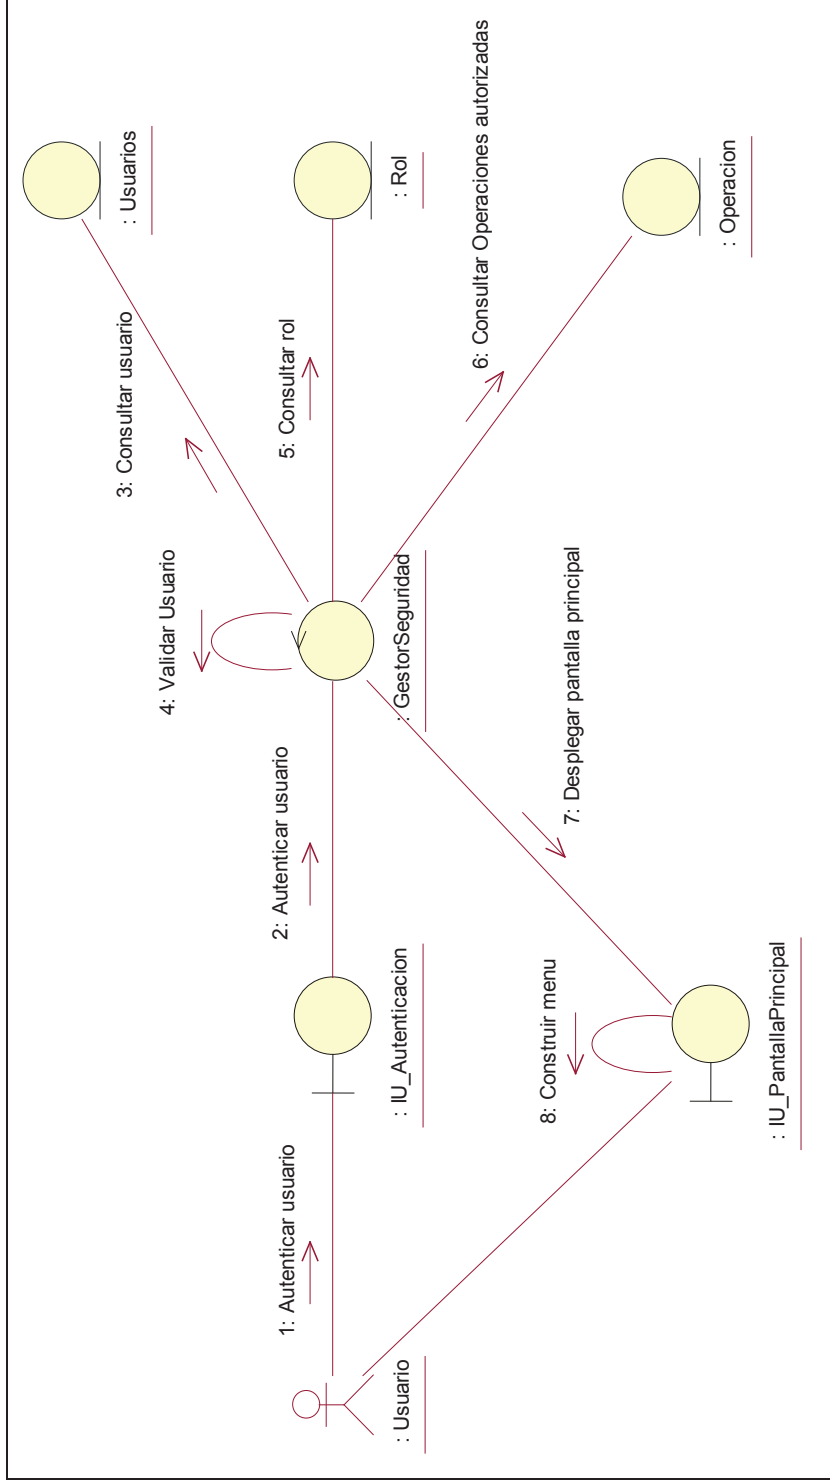 : Usuario
1: Autenticar usuario
: IU_Autenticacion
2: Autenticar usuario
: GestorSeguridad
3: Consultar usuario
: Usuarios
4: Validar Usuario
5: Consultar rol
: Rol
6: Consultar Operaciones autorizadas
: Operacion
7: Desplegar pantalla principal
8: Construir menu
: IU_PantallaPrincipal